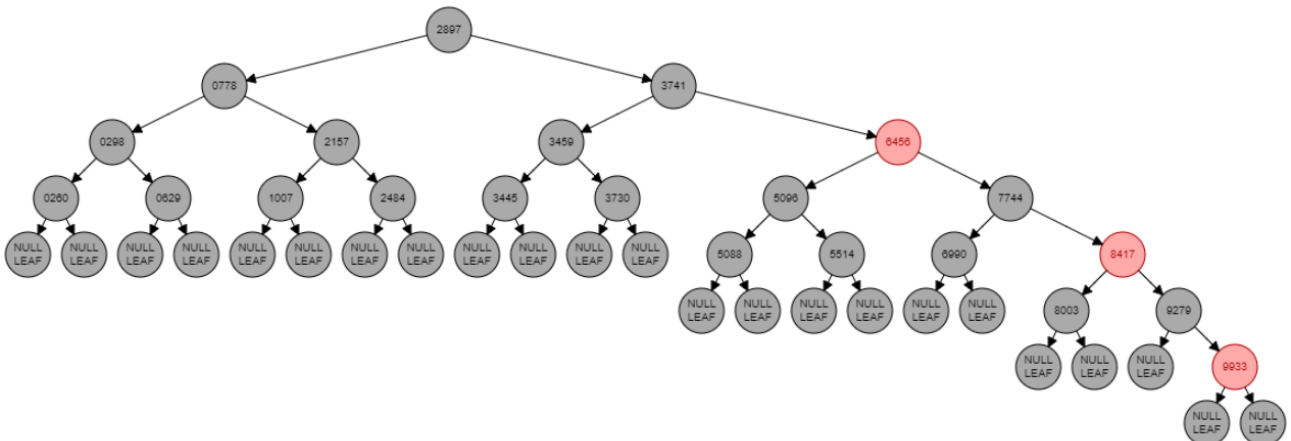 2897
0778
3741
0298
2157
3459
6456
0260
0629
1007
2484
3445
3730
5096
7744
NULL
LEAF
NULL
LEAF
NULL
LEAF
NULL
LEAF
NULL
LEAF
NULL
LEAF
NULL
LEAF
NULL
LEAF
NULL
LEAF
NULL
LEAF
NULL
LEAF
NULL
LEAF
5088
5514
6990
8417
NULL
LEAF
NULL
LEAF
NULL
LEAF
NULL
LEAF
NULL
LEAF
NULL
LEAF
8003
9279
NULL
LEAF
NULL
LEAF
NULL
LEAF
9933
NULL
LEAF
NULL
LEAF